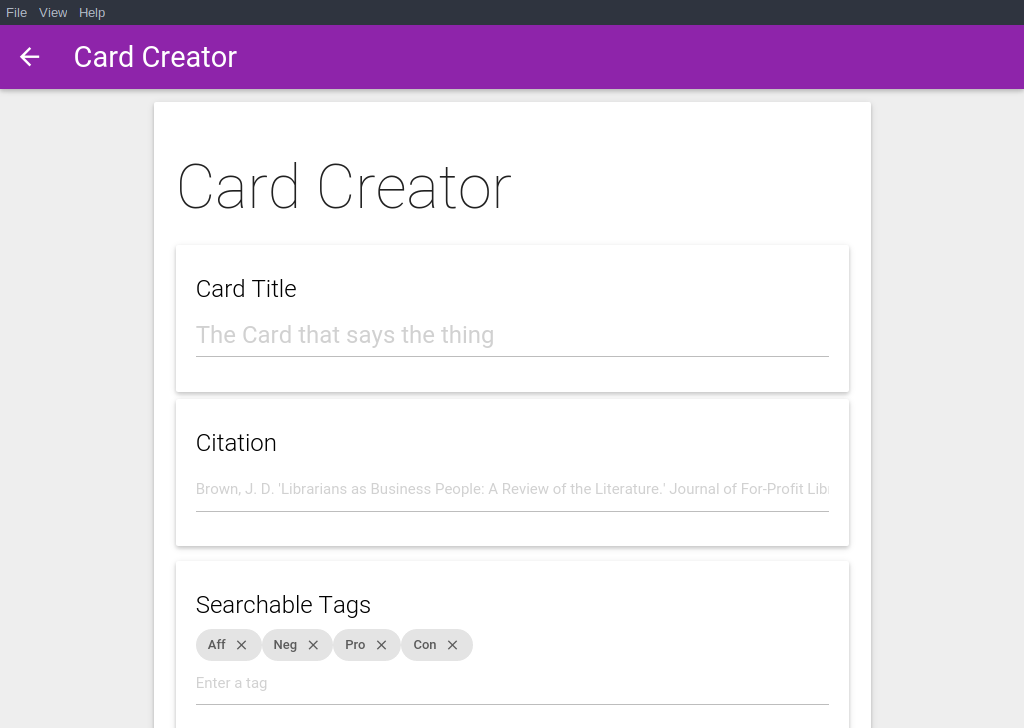 File View Help
Card Creator
Card Creator
Card Title
The Card that says the thing
Citation
Brown, J. D. 'Librarians as Business People: A Review of the Literature.' Journal of For-Profit Lib
Searchable Tags
Aff Neg Pro Con
Enter a tag